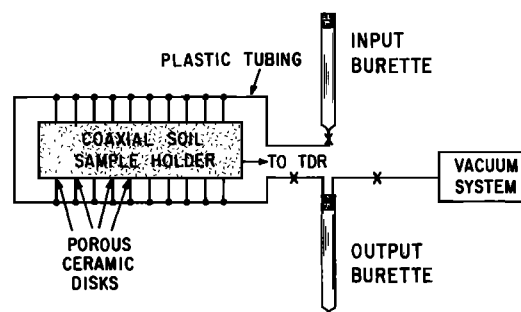 INPUT
BURETTE
PLASTIC TUBING
COAXIAL SOIL
SAMPLE HOLDER
TO TDR
VACUUM
SYSTEM
POROUS
CERAMIC
DISKS
OUTPUT
BURETTE